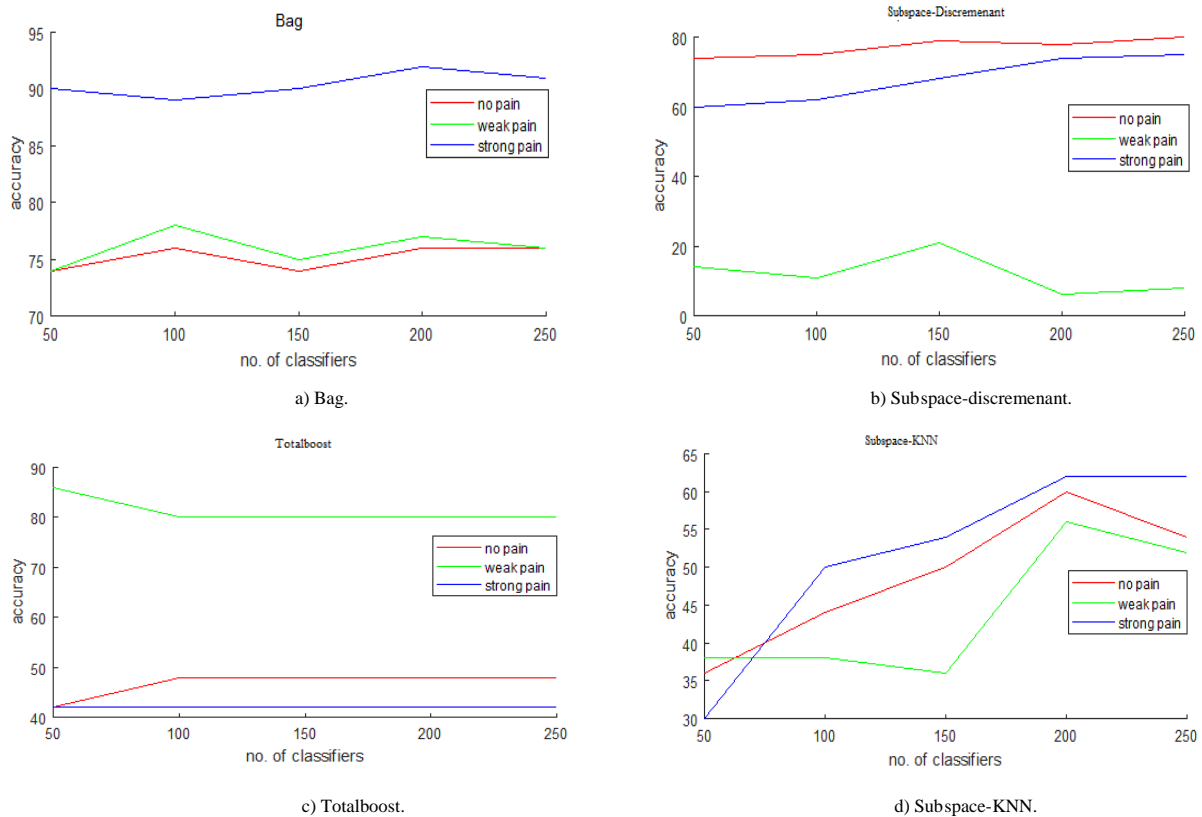 Bag
95
90
85
80
75
70
accuracy
50 100 150 200 250
no. of classifiers
no pain
weak pain
strong pain
a) Bag.
Subspace-Discremenant
80
60
40
20
0
accuracy
50 100 150 200 250
no. of classifiers
no pain
weak pain
strong pain
b) Subspace-discremenant.
Totalboost
90
80
70
60
50
40
accuracy
50 100 150 200 250
no. of classifiers
no pain
weak pain
strong pain
c) Totalboost.
Subspace-KNN
65
60
55
50
45
40
35
30
accuracy
50 100 150 200 250
no. of classifiers
no pain
weak pain
strong pain
d) Subspace-KNN.